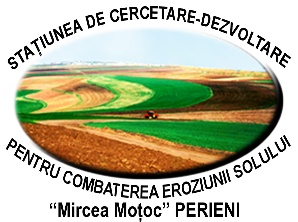 STAȚIUNEA DE CERCETARE-DEZVOLTARE
PENTRU COMBATEREA EROZIUNII SOLULUI
“Mircea Moțoc” PERIENI